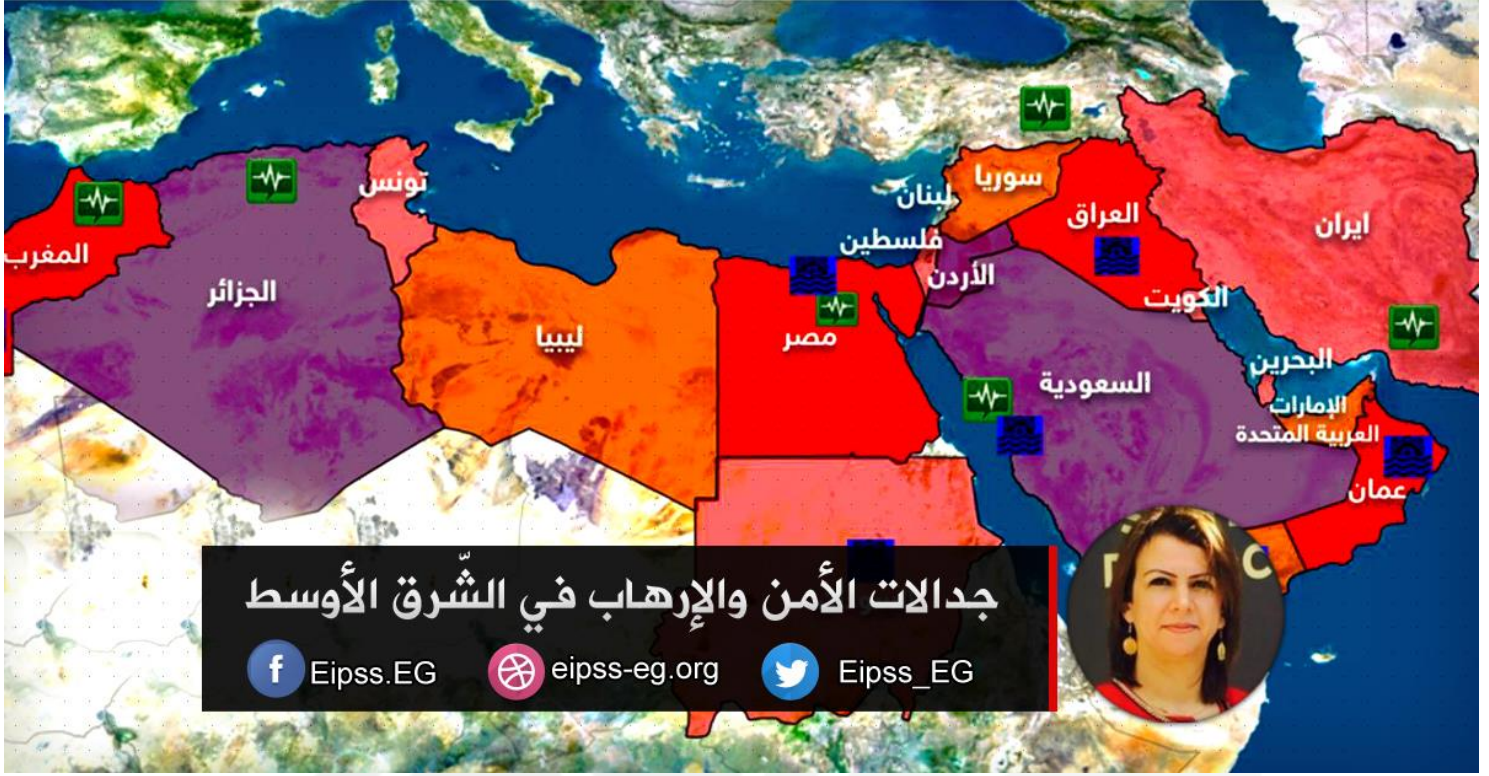 تونس
المغرب
الجزائر
ليبيا
مصر
لبنان
فلسطين
سوريا
الأردن
العراق
ايران
الكويت
البحرين
السعودية
الإمارات
العربية المتحدة
عمان
جدالات الأمن والإرهاب في الشّرق الأوسط
Eipss.EG eipss-eg.org Eipss_EG